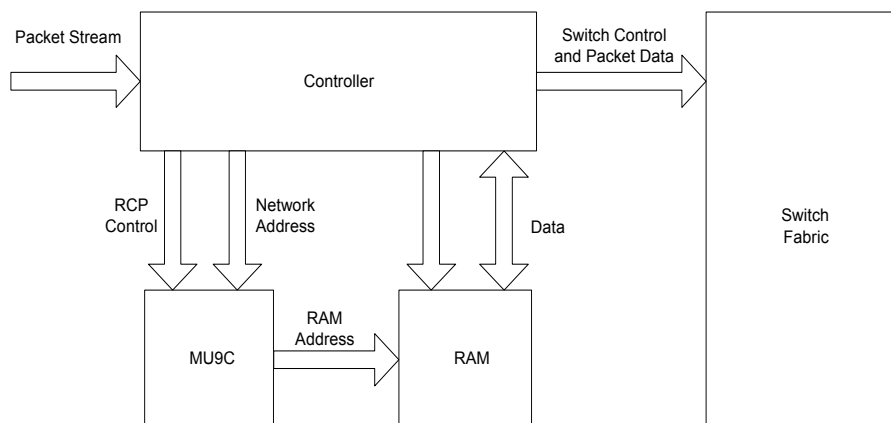 Packet Stream
Controller
Switch Control
and Packet Data
RCP
Control
Network
Address
Data
Switch
Fabric
RAM
Address
MU9C
RAM